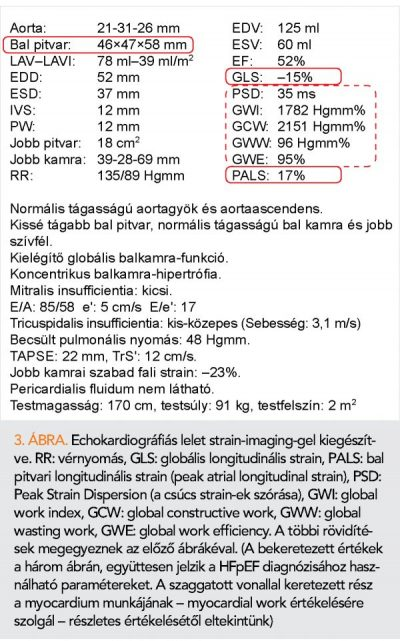 Aorta: 21-31-26 mm EDV: 125 ml
Bal pitvar: 46×47×58 mm ESV: 60 ml
LAV–LAVI: 78 ml–39 ml/m² EF: 52%
EDD: 52 mm GLS: –15%
ESD: 37 mm PSD: 35 ms
IVS: 12 mm GWI: 1782 Hgmm%
PW: 12 mm GCW: 2151 Hgmm%
Jobb pitvar: 18 cm² GWW: 96 Hgmm%
Jobb kamra: 39-28-69 mm GWE: 95%
RR: 135/89 Hgmm PALS: 17%
Normális tágasságú aortagyök és aortaascendens.
Kissé tágabb bal pitvar, normális tágasságú bal kamra és jobb
szívfél.
Kielégítő globális balkamra-funkció.
Koncentrikus balkamra-hipertrófia.
Mitralis insufficientia: kicsi.
E/A: 85/58 e': 5 cm/s E/e': 17
Tricuspidalis insufficientia: kis-közepes (Sebesség: 3,1 m/s)
Becsült pulmonális nyomás: 48 Hgmm.
TAPSE: 22 mm, TrS': 12 cm/s.
Jobb kamrai szabad fali strain: –23%.
Pericardialis fluidum nem látható.
Testmagasság: 170 cm, testsúly: 91 kg, testfelszín: 2 m²
3. ÁBRA. Echokardiográfiás lelet strain-imaging-gel kiegészít-
ve. RR: vérnyomás, GLS: globális longitudinális strain, PALS: bal
pitvari longitudinális strain (peak atrial longitudinal strain), PSD:
Peak Strain Dispersion (a csúcs strain-ek szórása), GWI: global
work index, GCW: global constructive work, GWW: global
wasting work, GWE: global work efficiency. A többi rövidíté-
sek megegyeznek az előző ábrákéval. (A bekeretezett értékek
a három ábrán, együttesen jelzik a HFpEF diagnózisához hasz-
nálható paramétereket. A szaggatott vonallal keretezett rész
a myocardium munkájának – myocardial work értékelésére
szolgál – részletes értékelésétől eltekintünk)